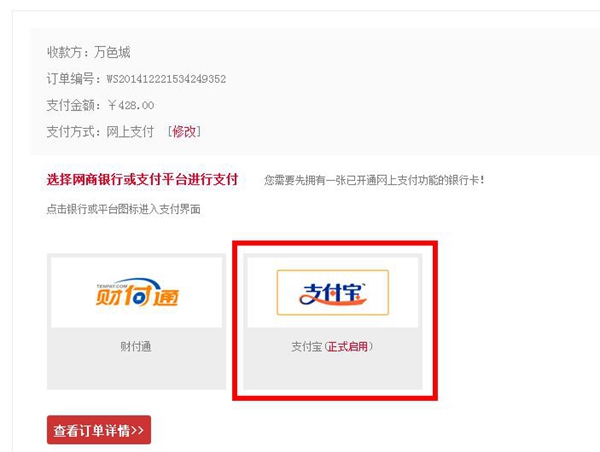 收款方：万色城
订单编号：WS201412221534249352
支付金额：￥428.00
支付方式：网上支付 [修改]
选择网商银行或支付平台进行支付 您需要先拥有一张已开通网上支付功能的银行卡！
点击银行或平台图标进入支付界面
TENPAY.COM
财付通
支付宝
财付通
支付宝(正式启用)
查看订单详情>>